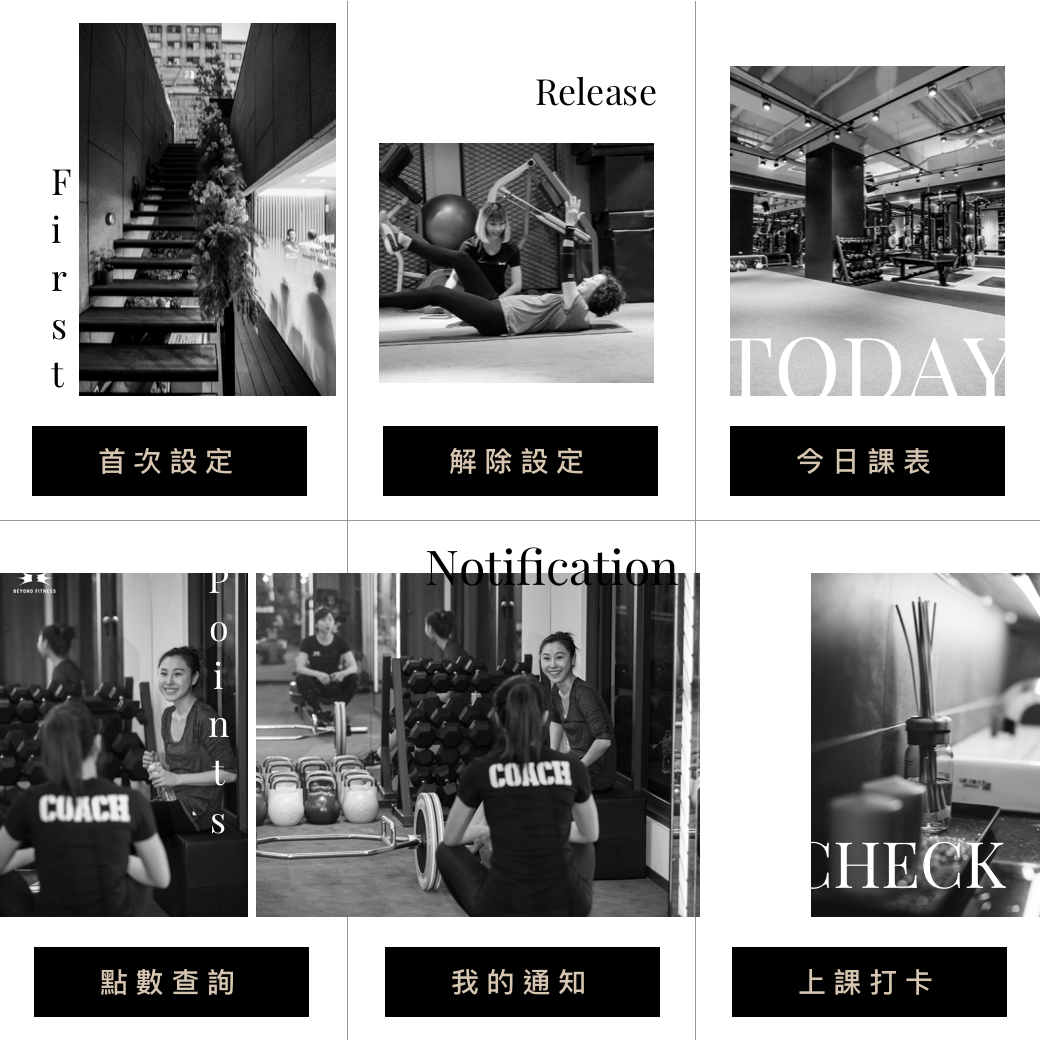 First
首次設定
Release
解除設定
TODAY
今日課表
BEYOND FITNESS
Points
COACH
點數查詢
Notification
COACH
我的通知
CHECK
上課打卡